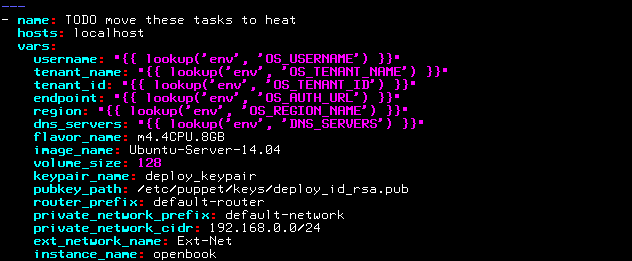 ---
- name: TODO move these tasks to heat
  hosts: localhost
  vars:
    username: "{{ lookup('env', 'OS_USERNAME') }}"
    tenant_name: "{{ lookup('env', 'OS_TENANT_NAME') }}"
    tenant_id: "{{ lookup('env', 'OS_TENANT_ID') }}"
    endpoint: "{{ lookup('env', 'OS_AUTH_URL') }}"
    region: "{{ lookup('env', 'OS_REGION_NAME') }}"
    dns_servers: "{{ lookup('env', 'DNS_SERVERS') }}"
    flavor_name: m4.4CPU.8GB
    image_name: Ubuntu-Server-14.04
    volume_size: 128
    keypair_name: deploy_keypair
    pubkey_path: /etc/puppet/keys/deploy_id_rsa.pub
    router_prefix: default-router
    private_network_prefix: default-network
    private_network_cidr: 192.168.0.0/24
    ext_network_name: Ext-Net
    instance_name: openbook